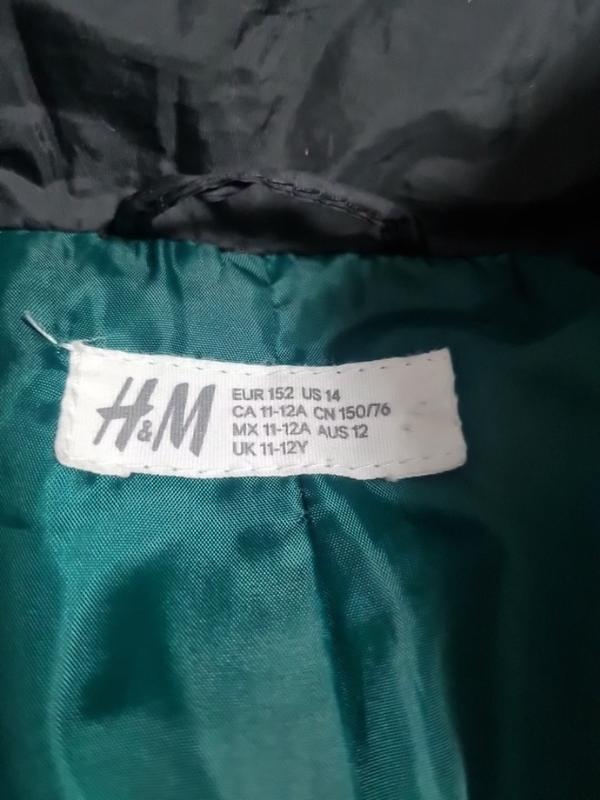 H&M
EUR 152 US 14
CA 11-12A CN 150/76
MX 11-12A AUS 12
UK 11-12Y